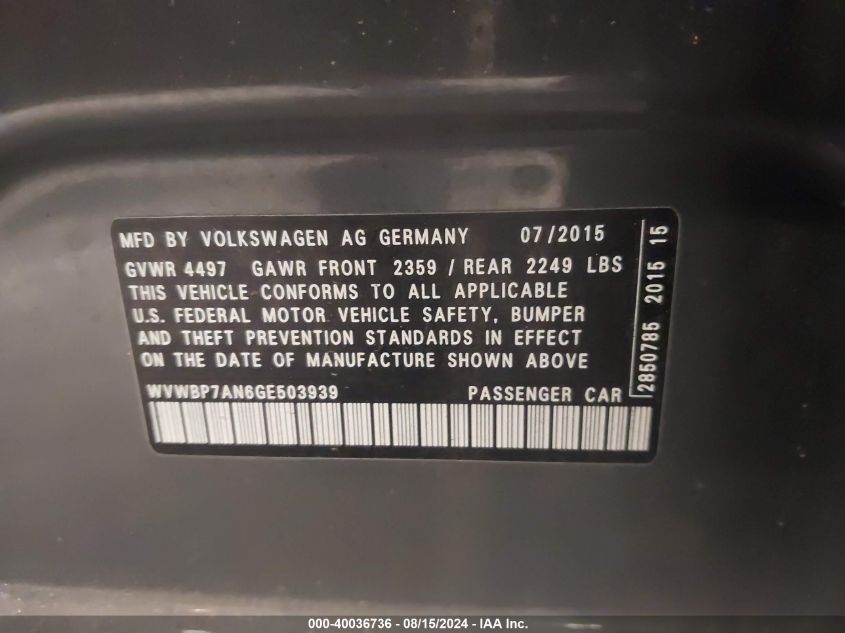 MFD BY VOLKSWAGEN AG GERMANY 07/2015
GVWR 4497 GAWR FRONT 2359 / REAR 2249 LBS
THIS VEHICLE CONFORMS TO ALL APPLICABLE
U.S. FEDERAL MOTOR VEHICLE SAFETY, BUMPER
AND THEFT PREVENTION STANDARDS IN EFFECT
ON THE DATE OF MANUFACTURE SHOWN ABOVE
WVWBP7AN6GE503939 PASSENGER CAR
2850785 2015 15
000-40036736 - 08/15/2024 - IAA Inc.